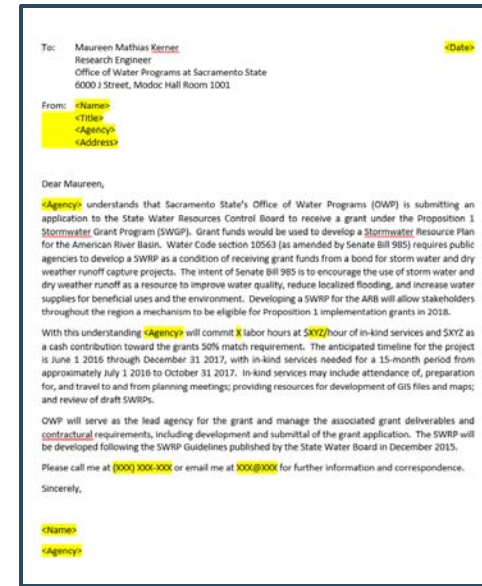 To: Maureen Mathias Kerner <Date>
Research Engineer
Office of Water Programs at Sacramento State
6000 J Street, Modoc Hall Room 1001
From: <Name>
<Title>
<Agency>
<Address>
Dear Maureen,
<Agency> understands that Sacramento State's Office of Water Programs (OWP) is submitting an
application to the State Water Resources Control Board to receive a grant under the Proposition 1
Stormwater Grant Program (SWGP). Grant funds would be used to develop a Stormwater Resource Plan
for the American River Basin. Water Code section 10563 (as amended by Senate Bill 985) requires public
agencies to develop a SWRP as a condition of receiving grant funds from a bond for storm water and dry
weather runoff capture projects. The intent of Senate Bill 985 is to encourage the use of storm water and
dry weather runoff as a resource to improve water quality, reduce localized flooding, and increase water
supplies for beneficial uses and the environment. Developing a SWRP for the ARB will allow stakeholders
throughout the region a mechanism to be eligible for Proposition 1 implementation grants in 2018.
With this understanding <Agency> will commit X labor hours at $XYZ/hour of in-kind services and $XYZ as
a cash contribution toward the grants 50% match requirement. The anticipated timeline for the project
is June 1 2016 through December 31 2017, with in-kind services needed for a 15-month period from
approximately July 1 2016 to October 31 2017. In-kind services may include attendance of, preparation
for, and travel to and from planning meetings; providing resources for development of GIS files and maps;
and review of draft SWRPs.
OWP will serve as the lead agency for the grant and manage the associated grant deliverables and
contractural requirements, including development and submittal of the grant application. The SWRP will
be developed following the SWRP Guidelines published by the State Water Board in December 2015.
Please call me at (XXX) XXX-XXX or email me at XXX@XXX for further information and correspondence.
Sincerely,
<Name>
<Agency>